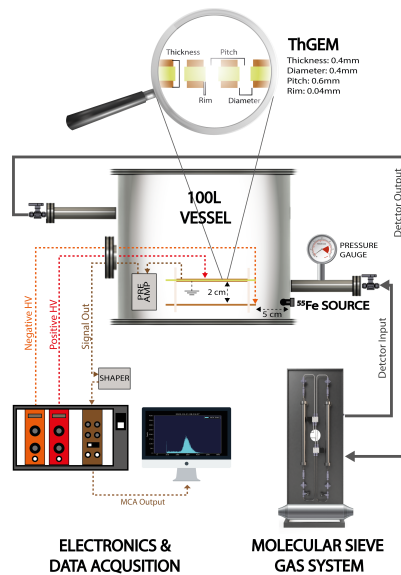 ThGEM
Thickness: 0.4mm
Diameter: 0.4mm
Pitch: 0.6mm
Rim: 0.04mm
Thickness
Pitch
Rim
Diameter
100L
VESSEL
Detctor Output
PRESSURE
GAUGE
PRE
AMP
2 cm
5 cm
⁵⁵Fe SOURCE
Negative HV
Positive HV
Signal Out
Detctor Input
SHAPER
MCA Output
ELECTRONICS &
DATA ACQUSITION
MOLECULAR SIEVE
GAS SYSTEM